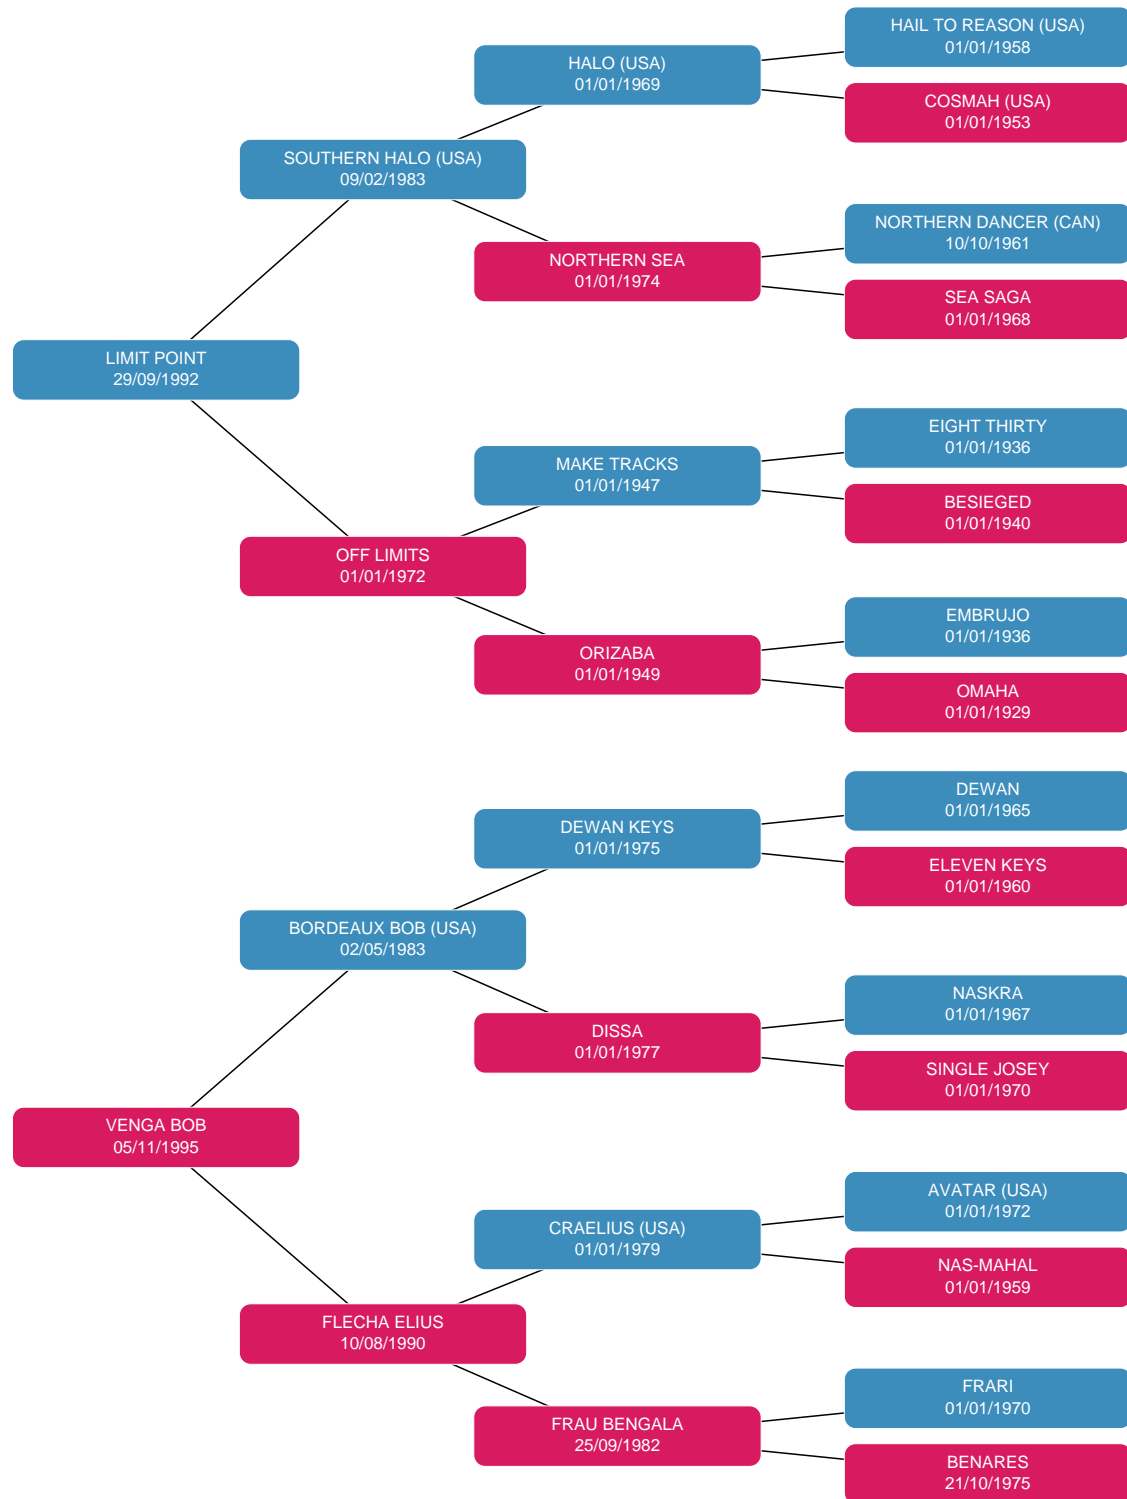 HAIL TO REASON (USA)
01/01/1958
HALO (USA)
01/01/1969
COSMAH (USA)
01/01/1953
SOUTHERN HALO (USA)
09/02/1983
NORTHERN DANCER (CAN)
10/10/1961
NORTHERN SEA
01/01/1974
SEA SAGA
01/01/1968
LIMIT POINT
29/09/1992
EIGHT THIRTY
01/01/1936
MAKE TRACKS
01/01/1947
BESIEGED
01/01/1940
OFF LIMITS
01/01/1972
EMBRUJO
01/01/1936
ORIZABA
01/01/1949
OMAHA
01/01/1929
DEWAN
01/01/1965
DEWAN KEYS
01/01/1975
ELEVEN KEYS
01/01/1960
BORDEAUX BOB (USA)
02/05/1983
NASKRA
01/01/1967
DISSA
01/01/1977
SINGLE JOSEY
01/01/1970
VENGA BOB
05/11/1995
AVATAR (USA)
01/01/1972
CRAELIUS (USA)
01/01/1979
NAS-MAHAL
01/01/1959
FLECHA ELIUS
10/08/1990
FRARI
01/01/1970
FRAU BENGALA
25/09/1982
BENARES
21/10/1975